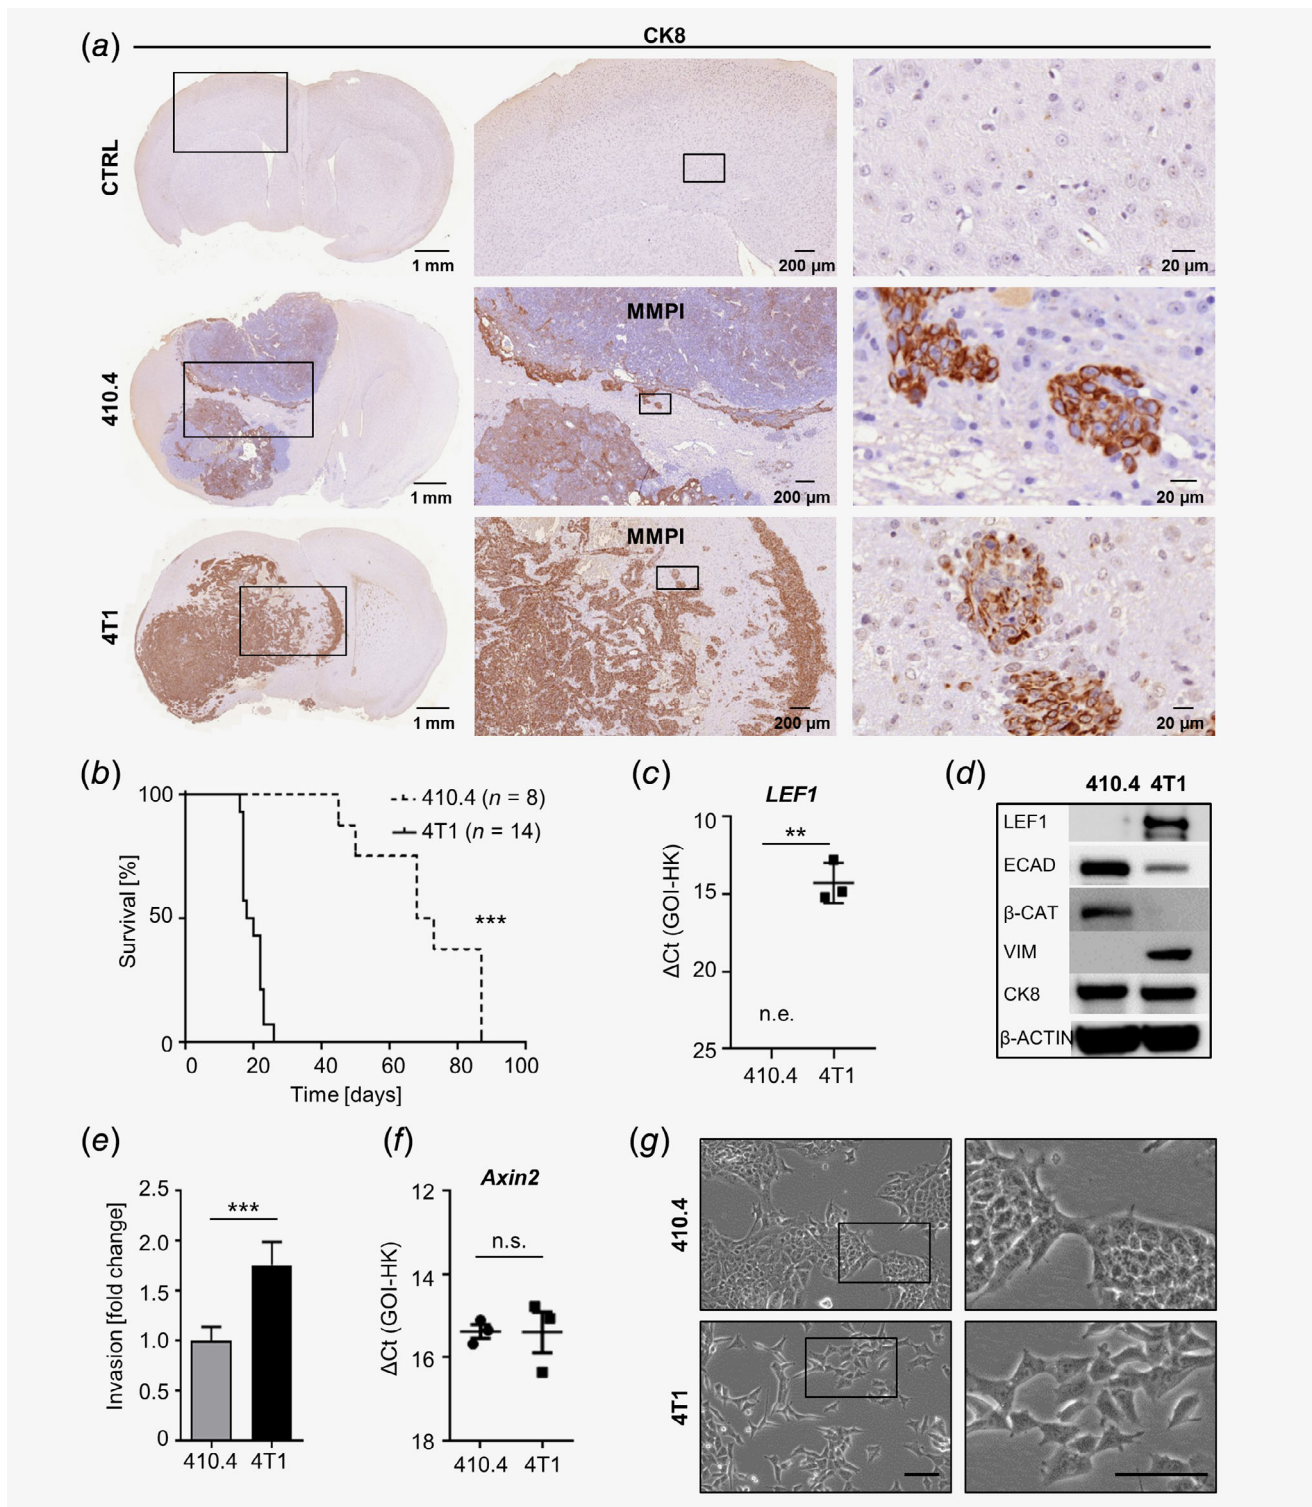 (a)
CK8
CTRL
1 mm
200 µm
20 µm
410.4
MMPI
1 mm
200 µm
20 µm
4T1
MMPI
1 mm
200 µm
20 µm
(b)
100
50
0
Survival [%]
410.4 (n = 8)
4T1 (n = 14)
***
0 20 40 60 80 100
Time [days]
(c)
LEF1
**
10
15
20
25
ΔCt (GOI-HK)
n.e.
410.4 4T1
(d)
410.4 4T1
LEF1
ECAD
β-CAT
VIM
CK8
β-ACTIN
(e)
2.5
2.0
1.5
1.0
0.5
0
Invasion [fold change]
***
410.4 4T1
(f)
Axin2
12
14
16
18
ΔCt (GOI-HK)
n.s.
410.4 4T1
(g)
410.4
4T1